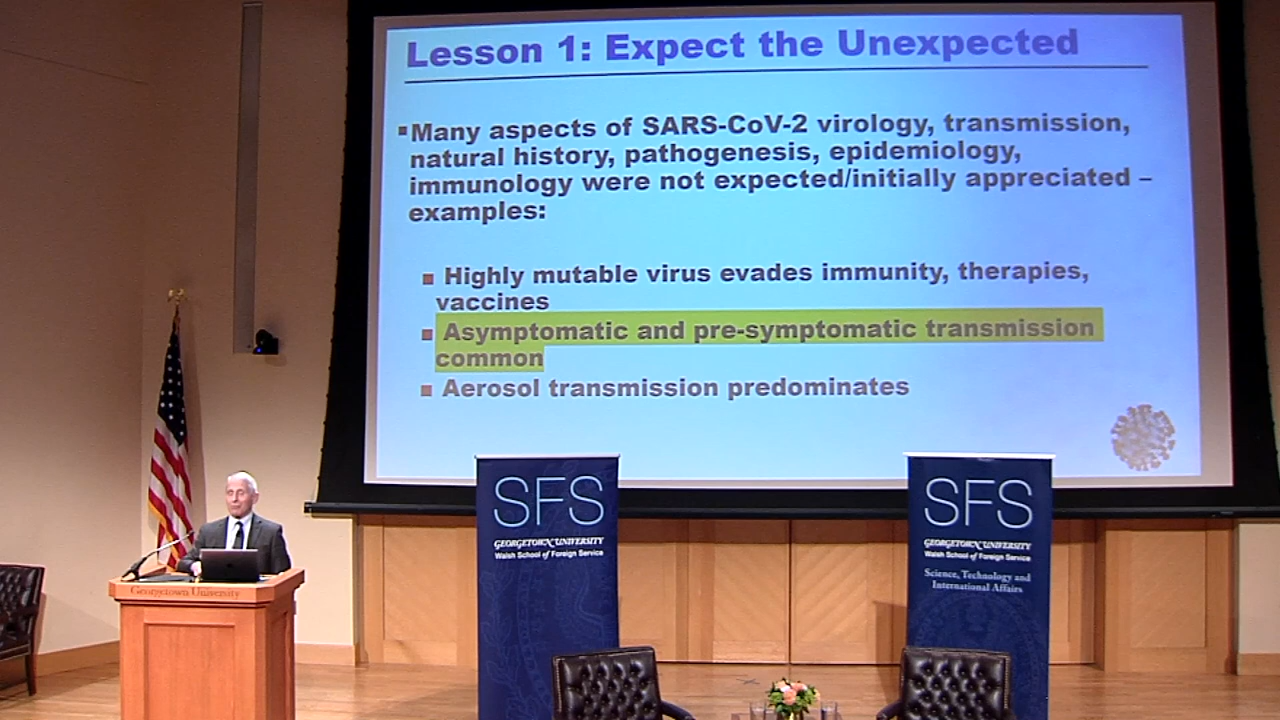 Lesson 1: Expect the Unexpected
▪Many aspects of SARS-CoV-2 virology, transmission,
natural history, pathogenesis, epidemiology,
immunology were not expected/initially appreciated –
examples:
▪ Highly mutable virus evades immunity, therapies,
vaccines
▪ Asymptomatic and pre-symptomatic transmission
common
▪ Aerosol transmission predominates
SFS
GEORGETOWN UNIVERSITY
Walsh School of Foreign Service
SFS
GEORGETOWN UNIVERSITY
Walsh School of Foreign Service
Science, Technology and
International Affairs
Georgetown University